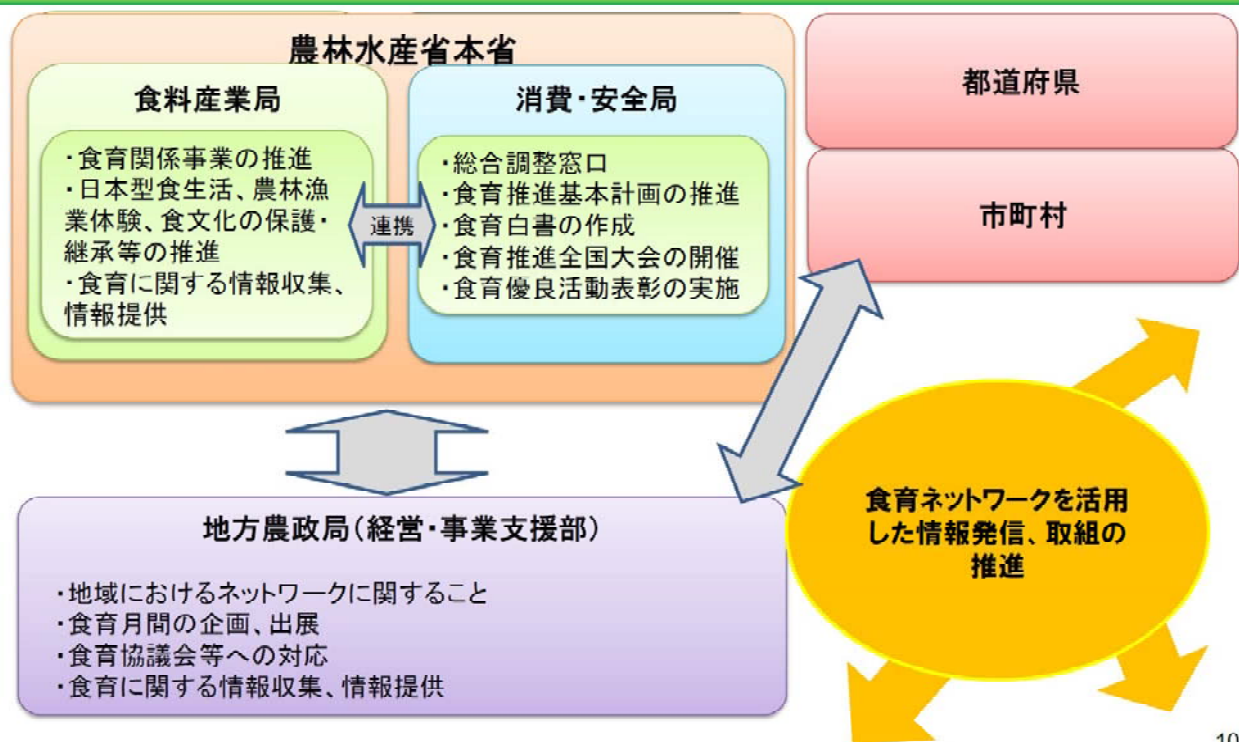 農林水産省本省
食料産業局
・食育関係事業の推進
・日本型食生活、農林漁
業体験、食文化の保護・
継承等の推進
・食育に関する情報収集、
情報提供
連携
消費・安全局
・総合調整窓口
・食育推進基本計画の推進
・食育白書の作成
・食育推進全国大会の開催
・食育優良活動表彰の実施
都道府県
市町村
地方農政局(経営・事業支援部)
・地域におけるネットワークに関すること
・食育月間の企画、出展
・食育協議会等への対応
・食育に関する情報収集、情報提供
食育ネットワークを活用
した情報発信、取組の
推進
10